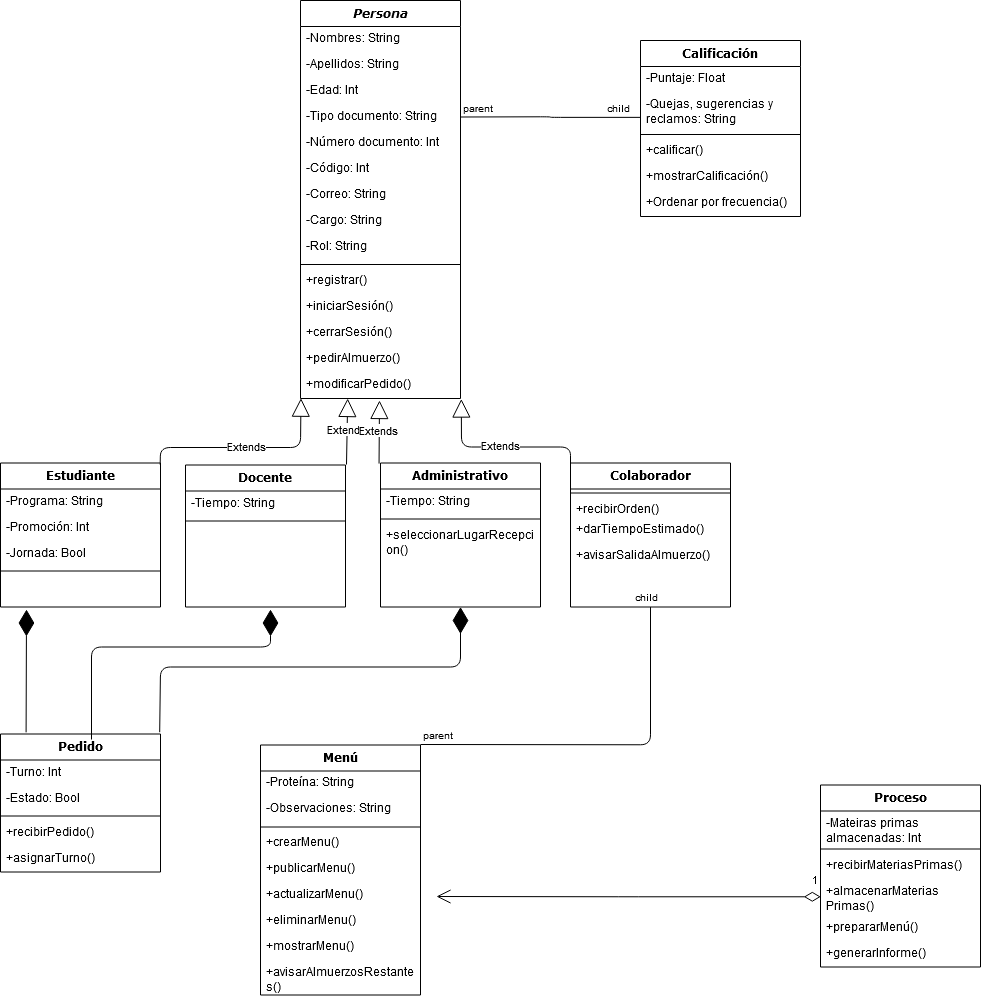 Persona
-Nombres: String
-Apellidos: String
-Edad: Int
-Tipo documento: String
-Número documento: Int
-Código: Int
-Correo: String
-Cargo: String
-Rol: String
+registrar()
+iniciarSesión()
+cerrarSesión()
+pedirAlmuerzo()
+modificarPedido()
parent
child
Calificación
-Puntaje: Float
-Quejas, sugerencias y
reclamos: String
+calificar()
+mostrarCalificación()
+Ordenar por frecuencia()
Extends
Extend
Extends
Extends
Estudiante
-Programa: String
-Promoción: Int
-Jornada: Bool
Docente
-Tiempo: String
Administrativo
-Tiempo: String
+seleccionarLugarRecepci
on()
Colaborador
+recibirOrden()
+darTiempoEstimado()
+avisarSalidaAlmuerzo()
child
parent
Pedido
-Turno: Int
-Estado: Bool
+recibirPedido()
+asignarTurno()
Menú
-Proteína: String
-Observaciones: String
+crearMenu()
+publicarMenu()
+actualizarMenu()
+eliminarMenu()
+mostrarMenu()
+avisarAlmuerzosRestante
s()
1
Proceso
-Mateiras primas
almacenadas: Int
+recibirMateriasPrimas()
+almacenarMaterias
Primas()
+prepararMenú()
+generarInforme()